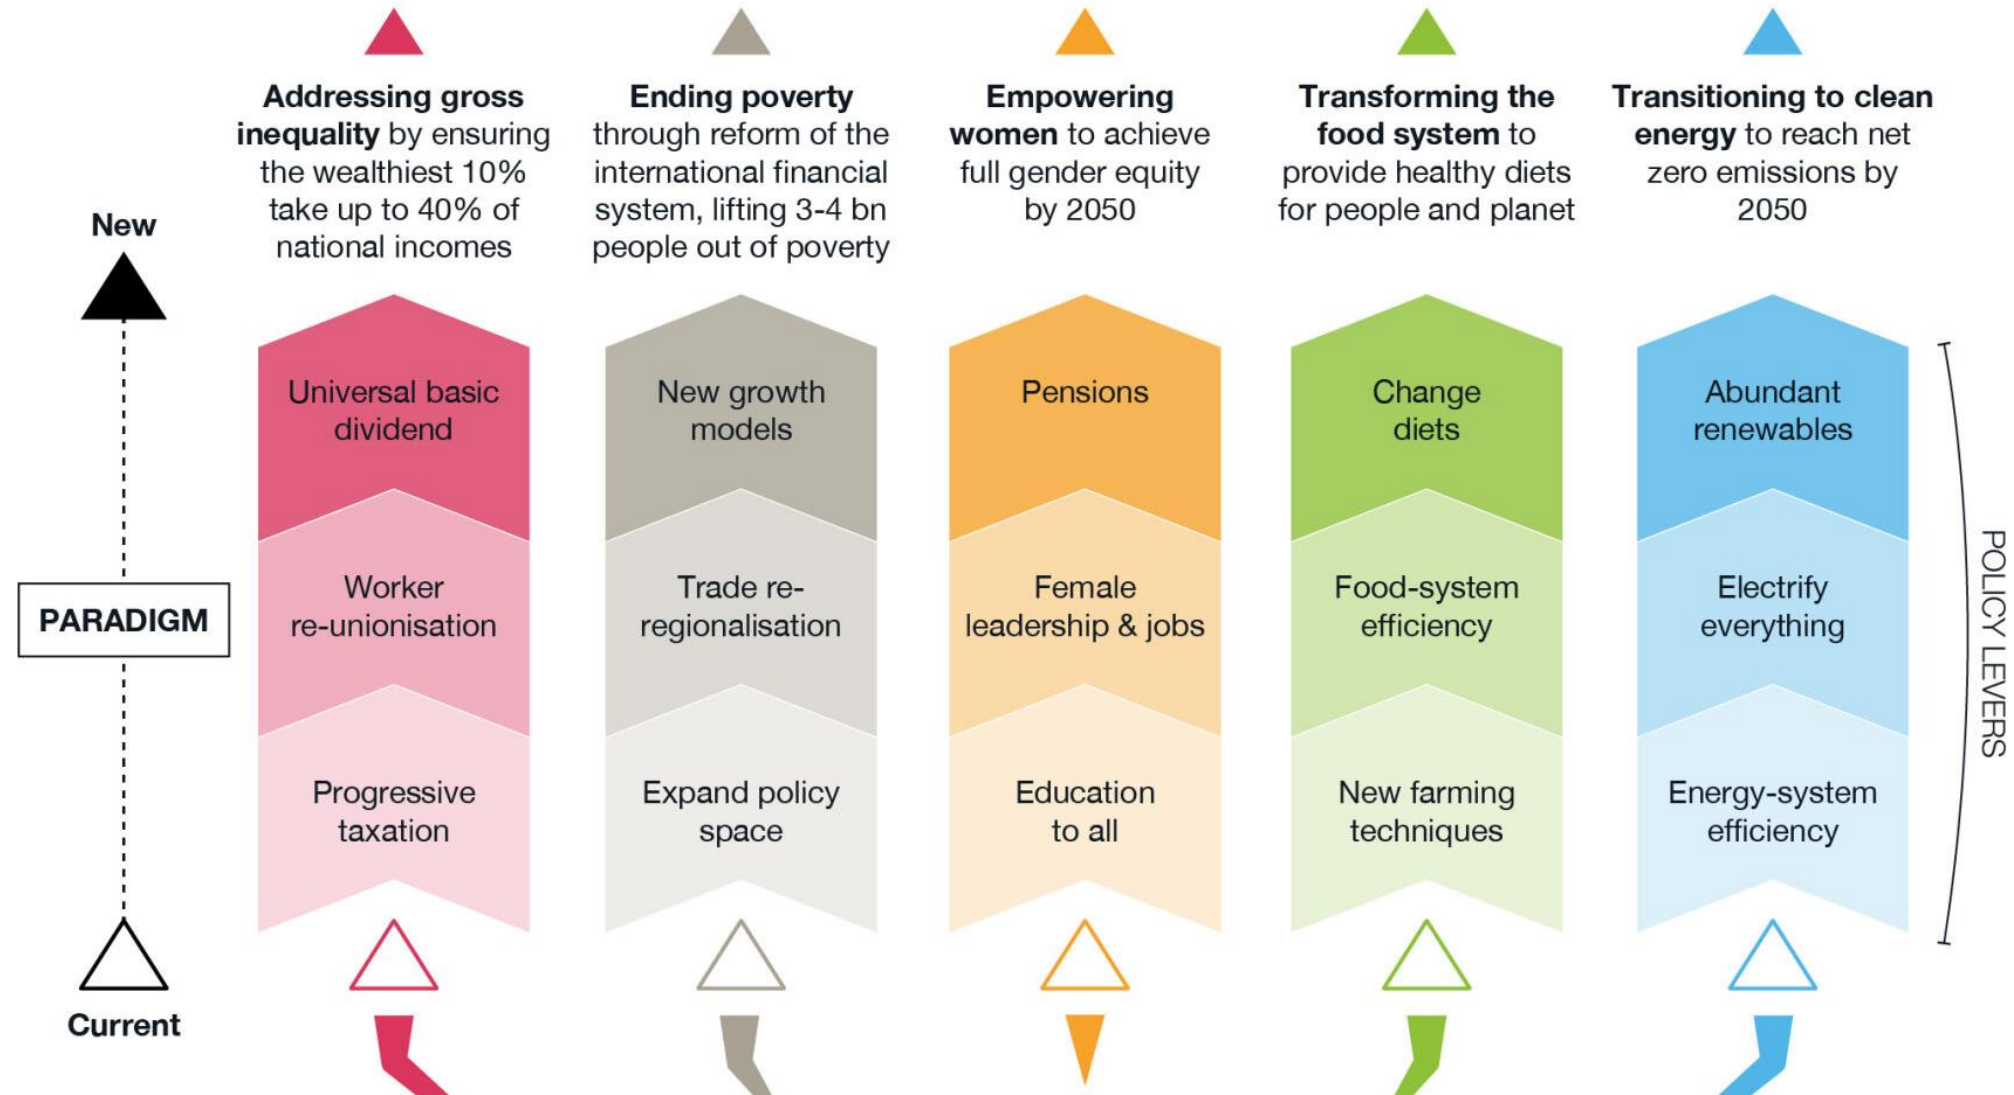 Addressing gross
inequality by ensuring
the wealthiest 10%
take up to 40% of
national incomes
Ending poverty
through reform of the
international financial
system, lifting 3-4 bn
people out of poverty
Empowering
women to achieve
full gender equity
by 2050
Transforming the
food system to
provide healthy diets
for people and planet
Transitioning to clean
energy to reach net
zero emissions by
2050
New
PARADIGM
Current
Universal basic
dividend
Worker
re-unionisation
Progressive
taxation
New growth
models
Trade re-
regionalisation
Expand policy
space
Pensions
Female
leadership & jobs
Education
to all
Change
diets
Food-system
efficiency
New farming
techniques
Abundant
renewables
Electrify
everything
Energy-system
efficiency
POLICY LEVERS